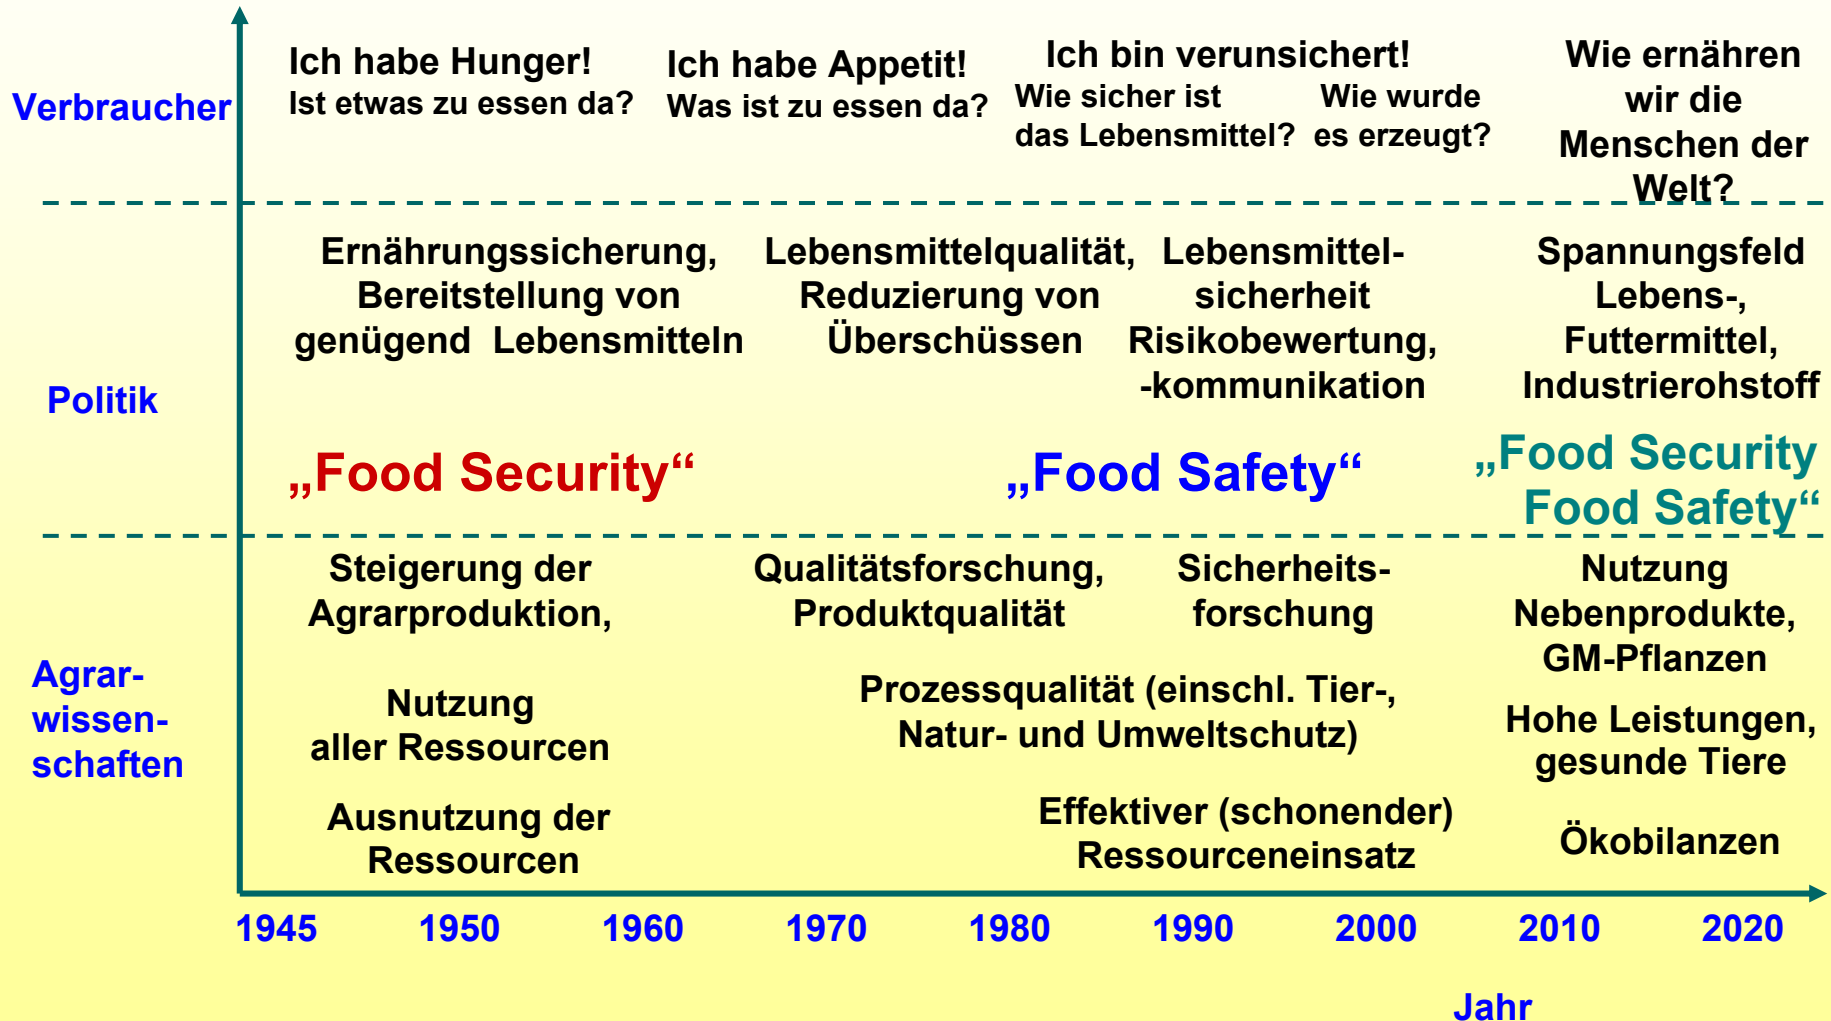 Verbraucher
Ich habe Hunger!
Ist etwas zu essen da?
Ich habe Appetit!
Was ist zu essen da?
Ich bin verunsichert!
Wie sicher ist
das Lebensmittel?
Wie wurde
es erzeugt?
Wie ernähren
wir die
Menschen der
Welt?
Politik
Ernährungssicherung,
Bereitstellung von
genügend Lebensmitteln
Lebensmittelqualität,
Reduzierung von
Überschüssen
Lebensmittel-
sicherheit
Risikobewertung,
-kommunikation
Spannungsfeld
Lebens-,
Futtermittel,
Industrierohstoff
„Food Security“
„Food Safety“
„Food Security
Food Safety“
Agrar-
wissen-
schaften
Steigerung der
Agrarproduktion,
Nutzung
aller Ressourcen
Ausnutzung der
Ressourcen
Qualitätsforschung,
Produktqualität
Sicherheits-
forschung
Prozessqualität (einschl. Tier-,
Natur- und Umweltschutz)
Effektiver (schonender)
Ressourceneinsatz
Nutzung
Nebenprodukte,
GM-Pflanzen
Hohe Leistungen,
gesunde Tiere
Ökobilanzen
1945 1950 1960 1970 1980 1990 2000 2010 2020
Jahr